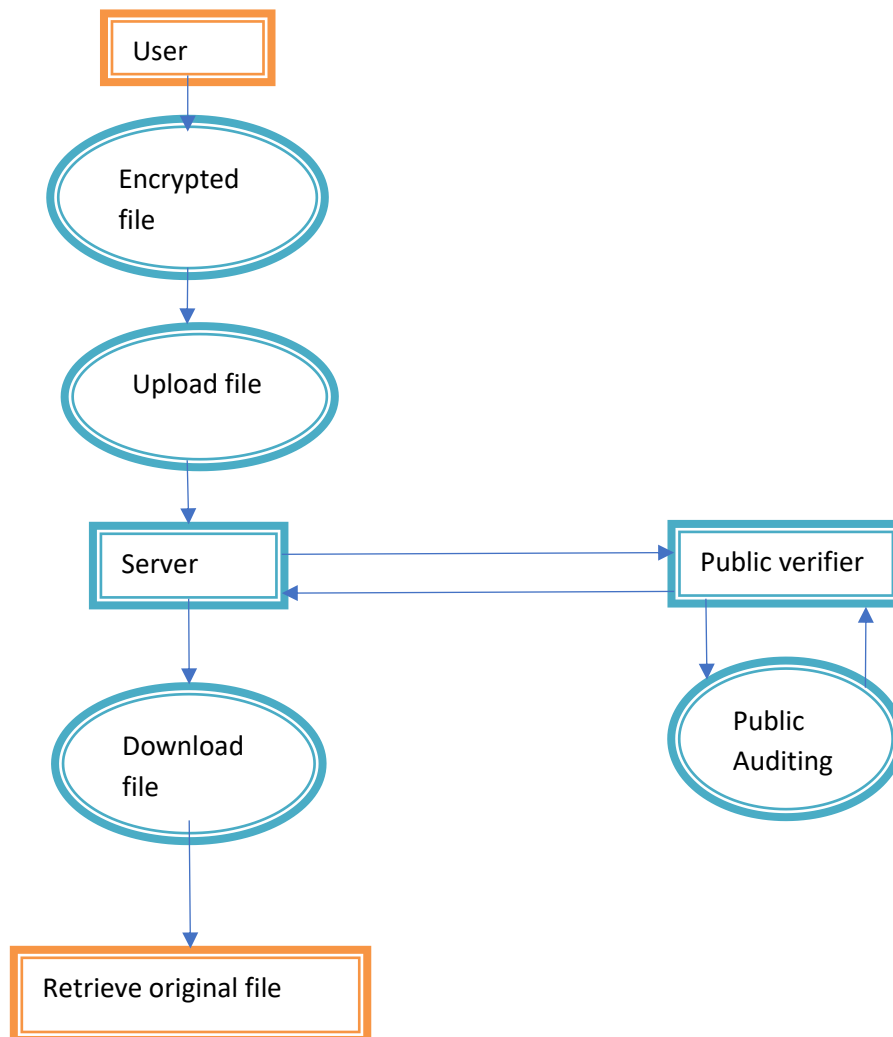 User
Encrypted
file
Upload file
Server
Public verifier
Download
file
Public
Auditing
Retrieve original file